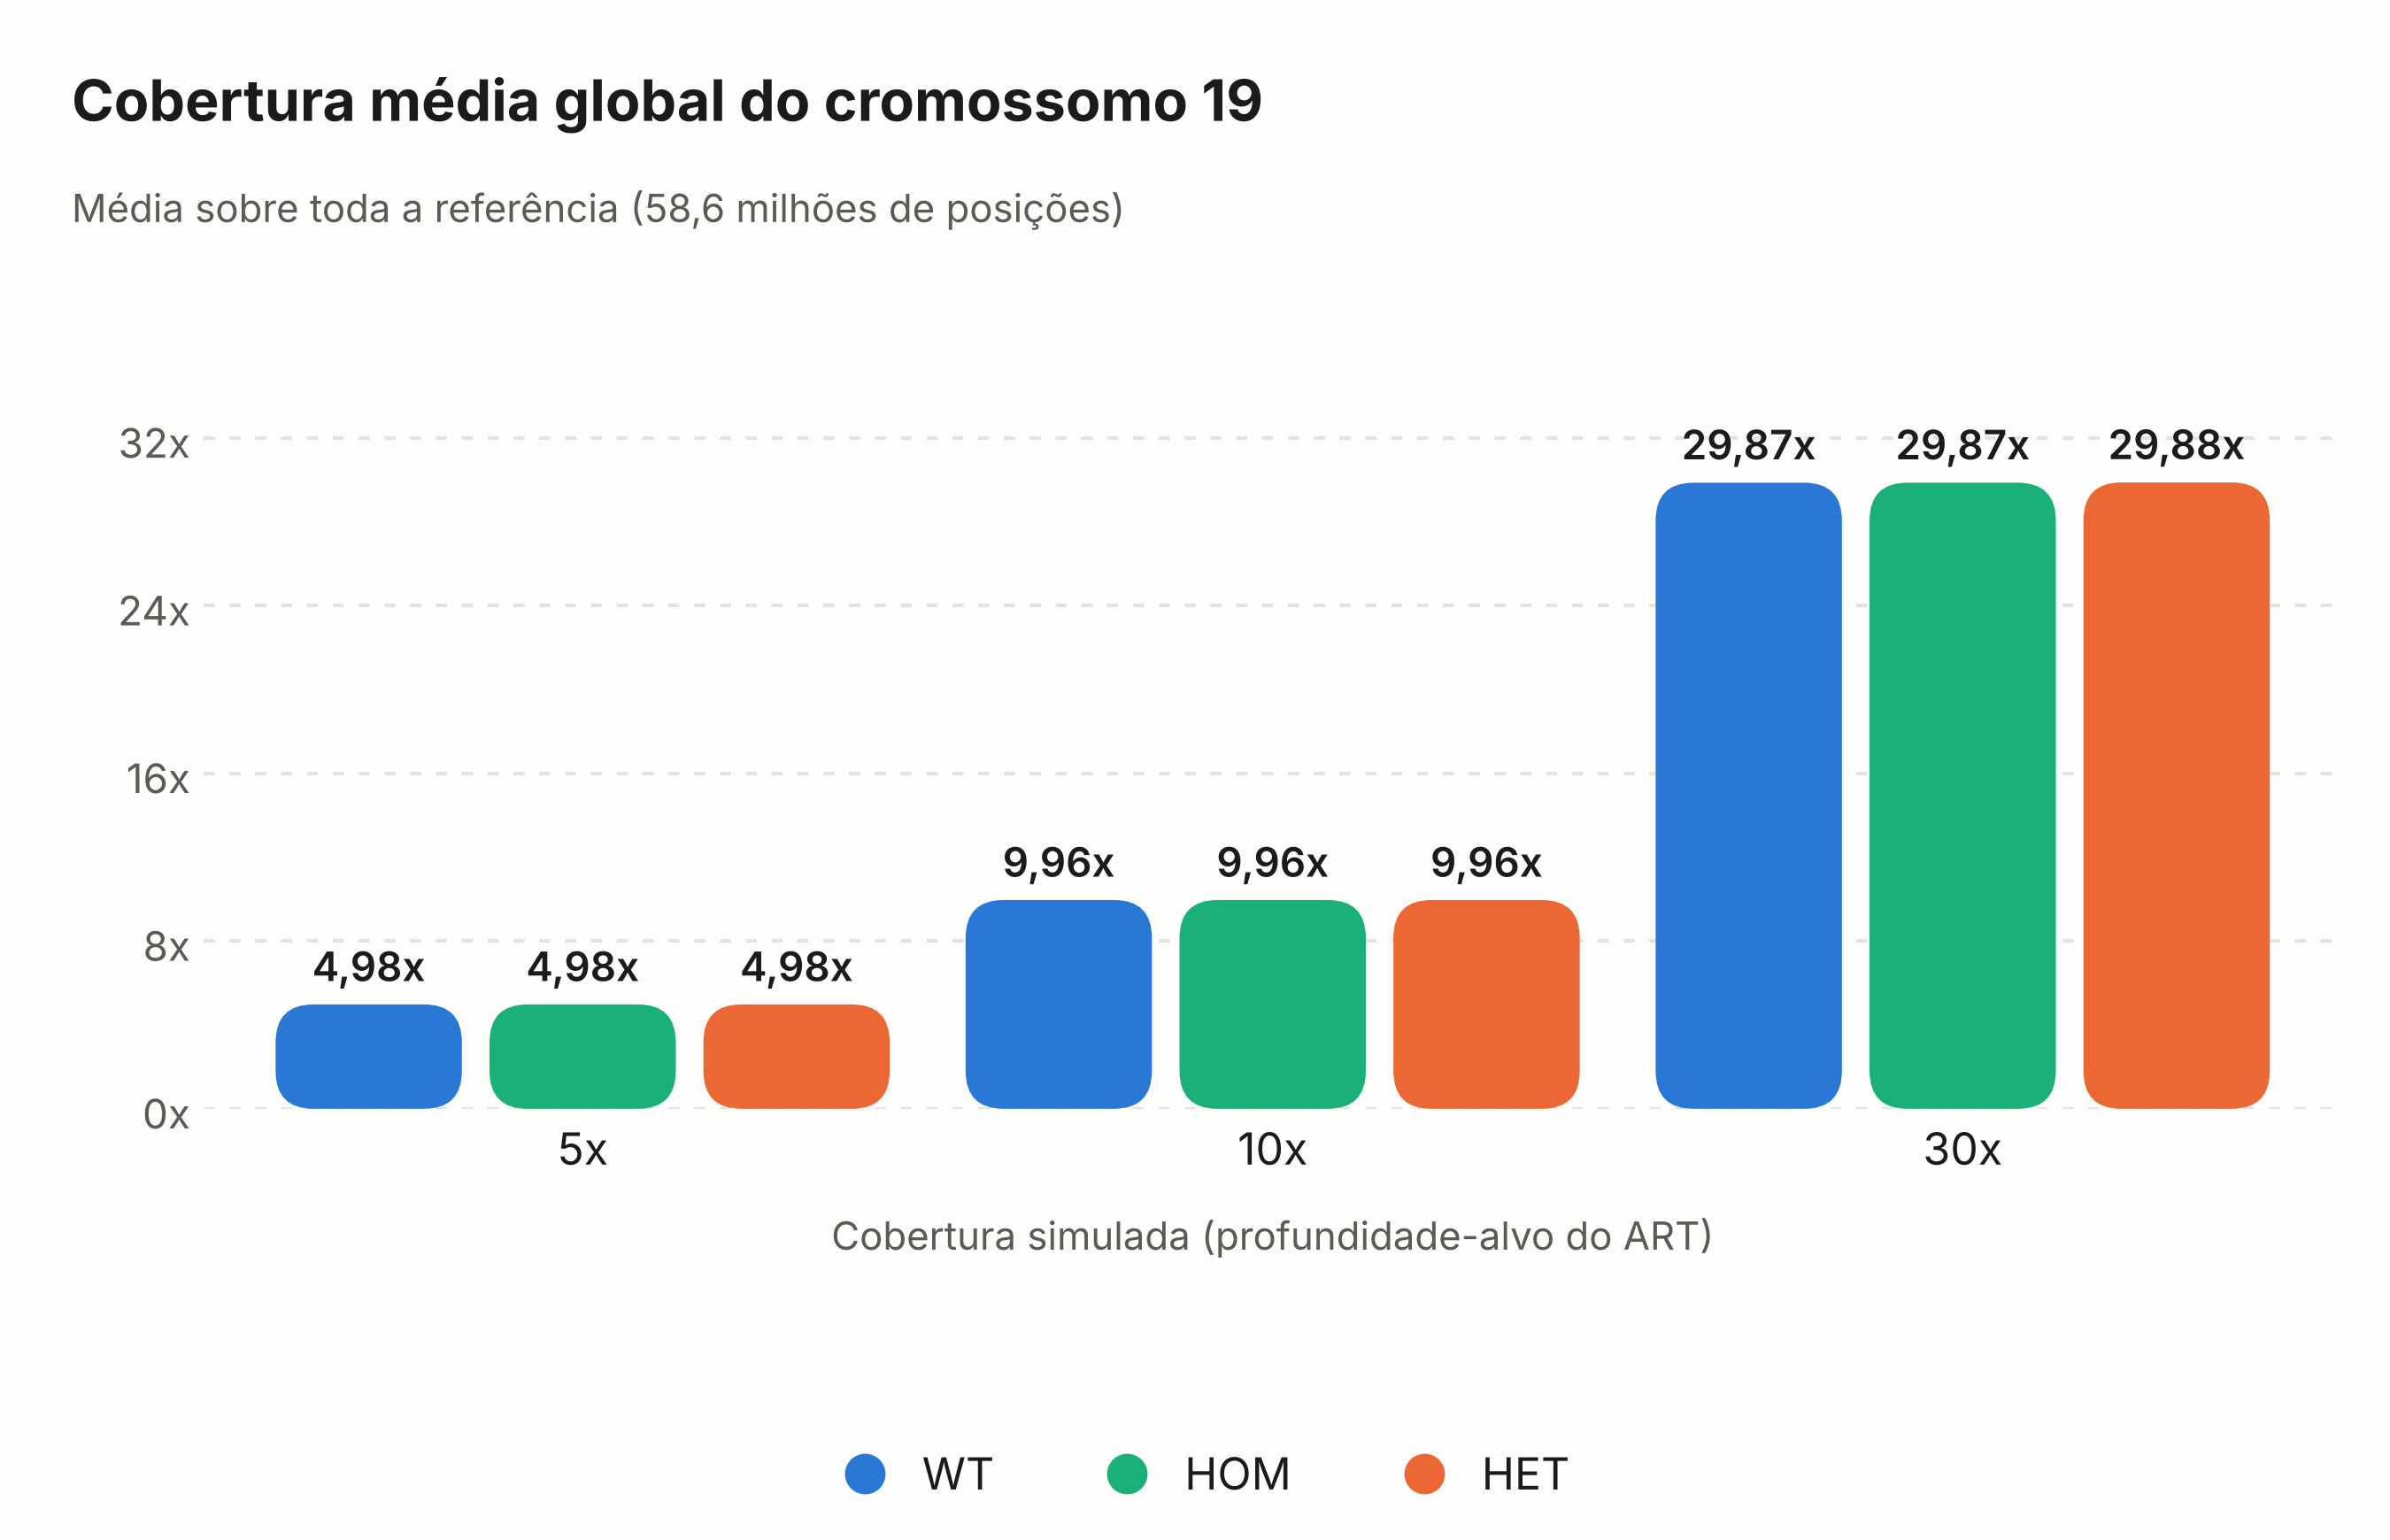 Cobertura média global do cromossomo 19
Média sobre toda a referência (58,6 milhões de posições)
32x
29,87x 29,87x 29,88x
24x
16x
9,96x 9,96x 9,96x
8x
4,98x 4,98x 4,98x
0x
5x 10x 30x
Cobertura simulada (profundidade-alvo do ART)
WT HOM HET